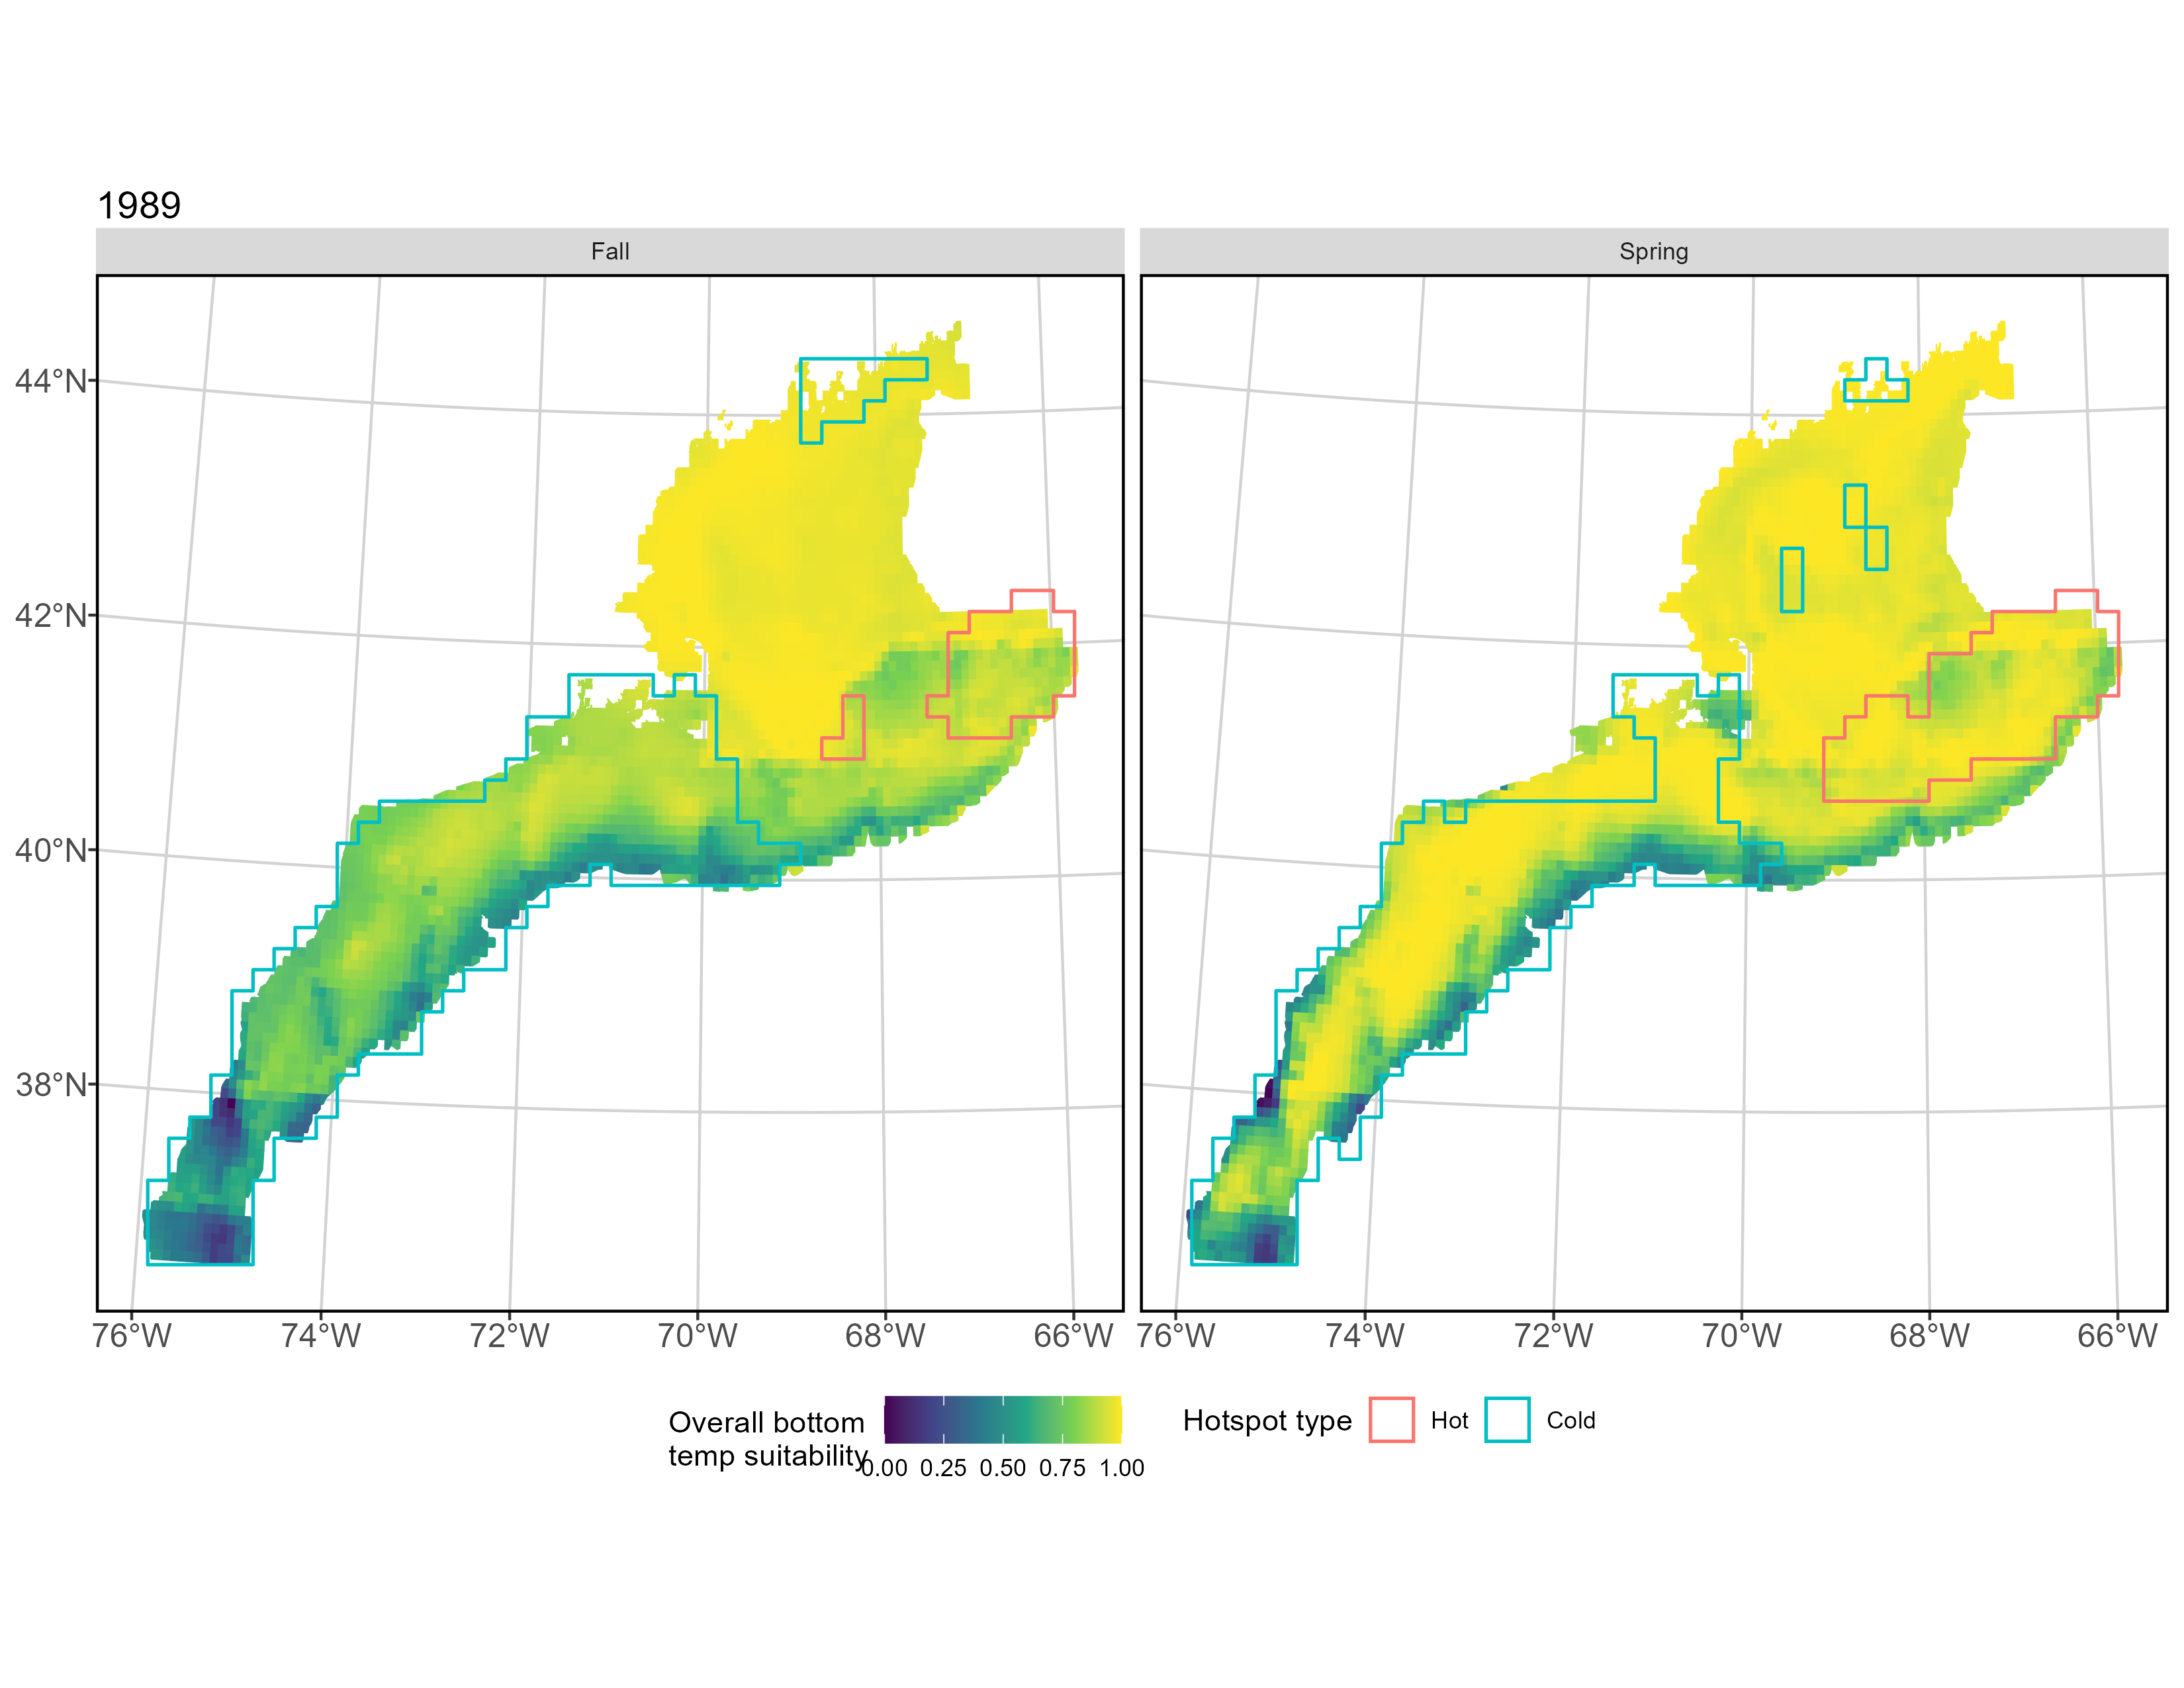 1989
Fall
Spring
44°N
42°N
40°N
38°N
76°W 74°W 72°W 70°W 68°W 66°W
76°W 74°W 72°W 70°W 68°W 66°W
Overall bottom
temp suitability
0.00 0.25 0.50 0.75 1.00
Hotspot type Hot Cold